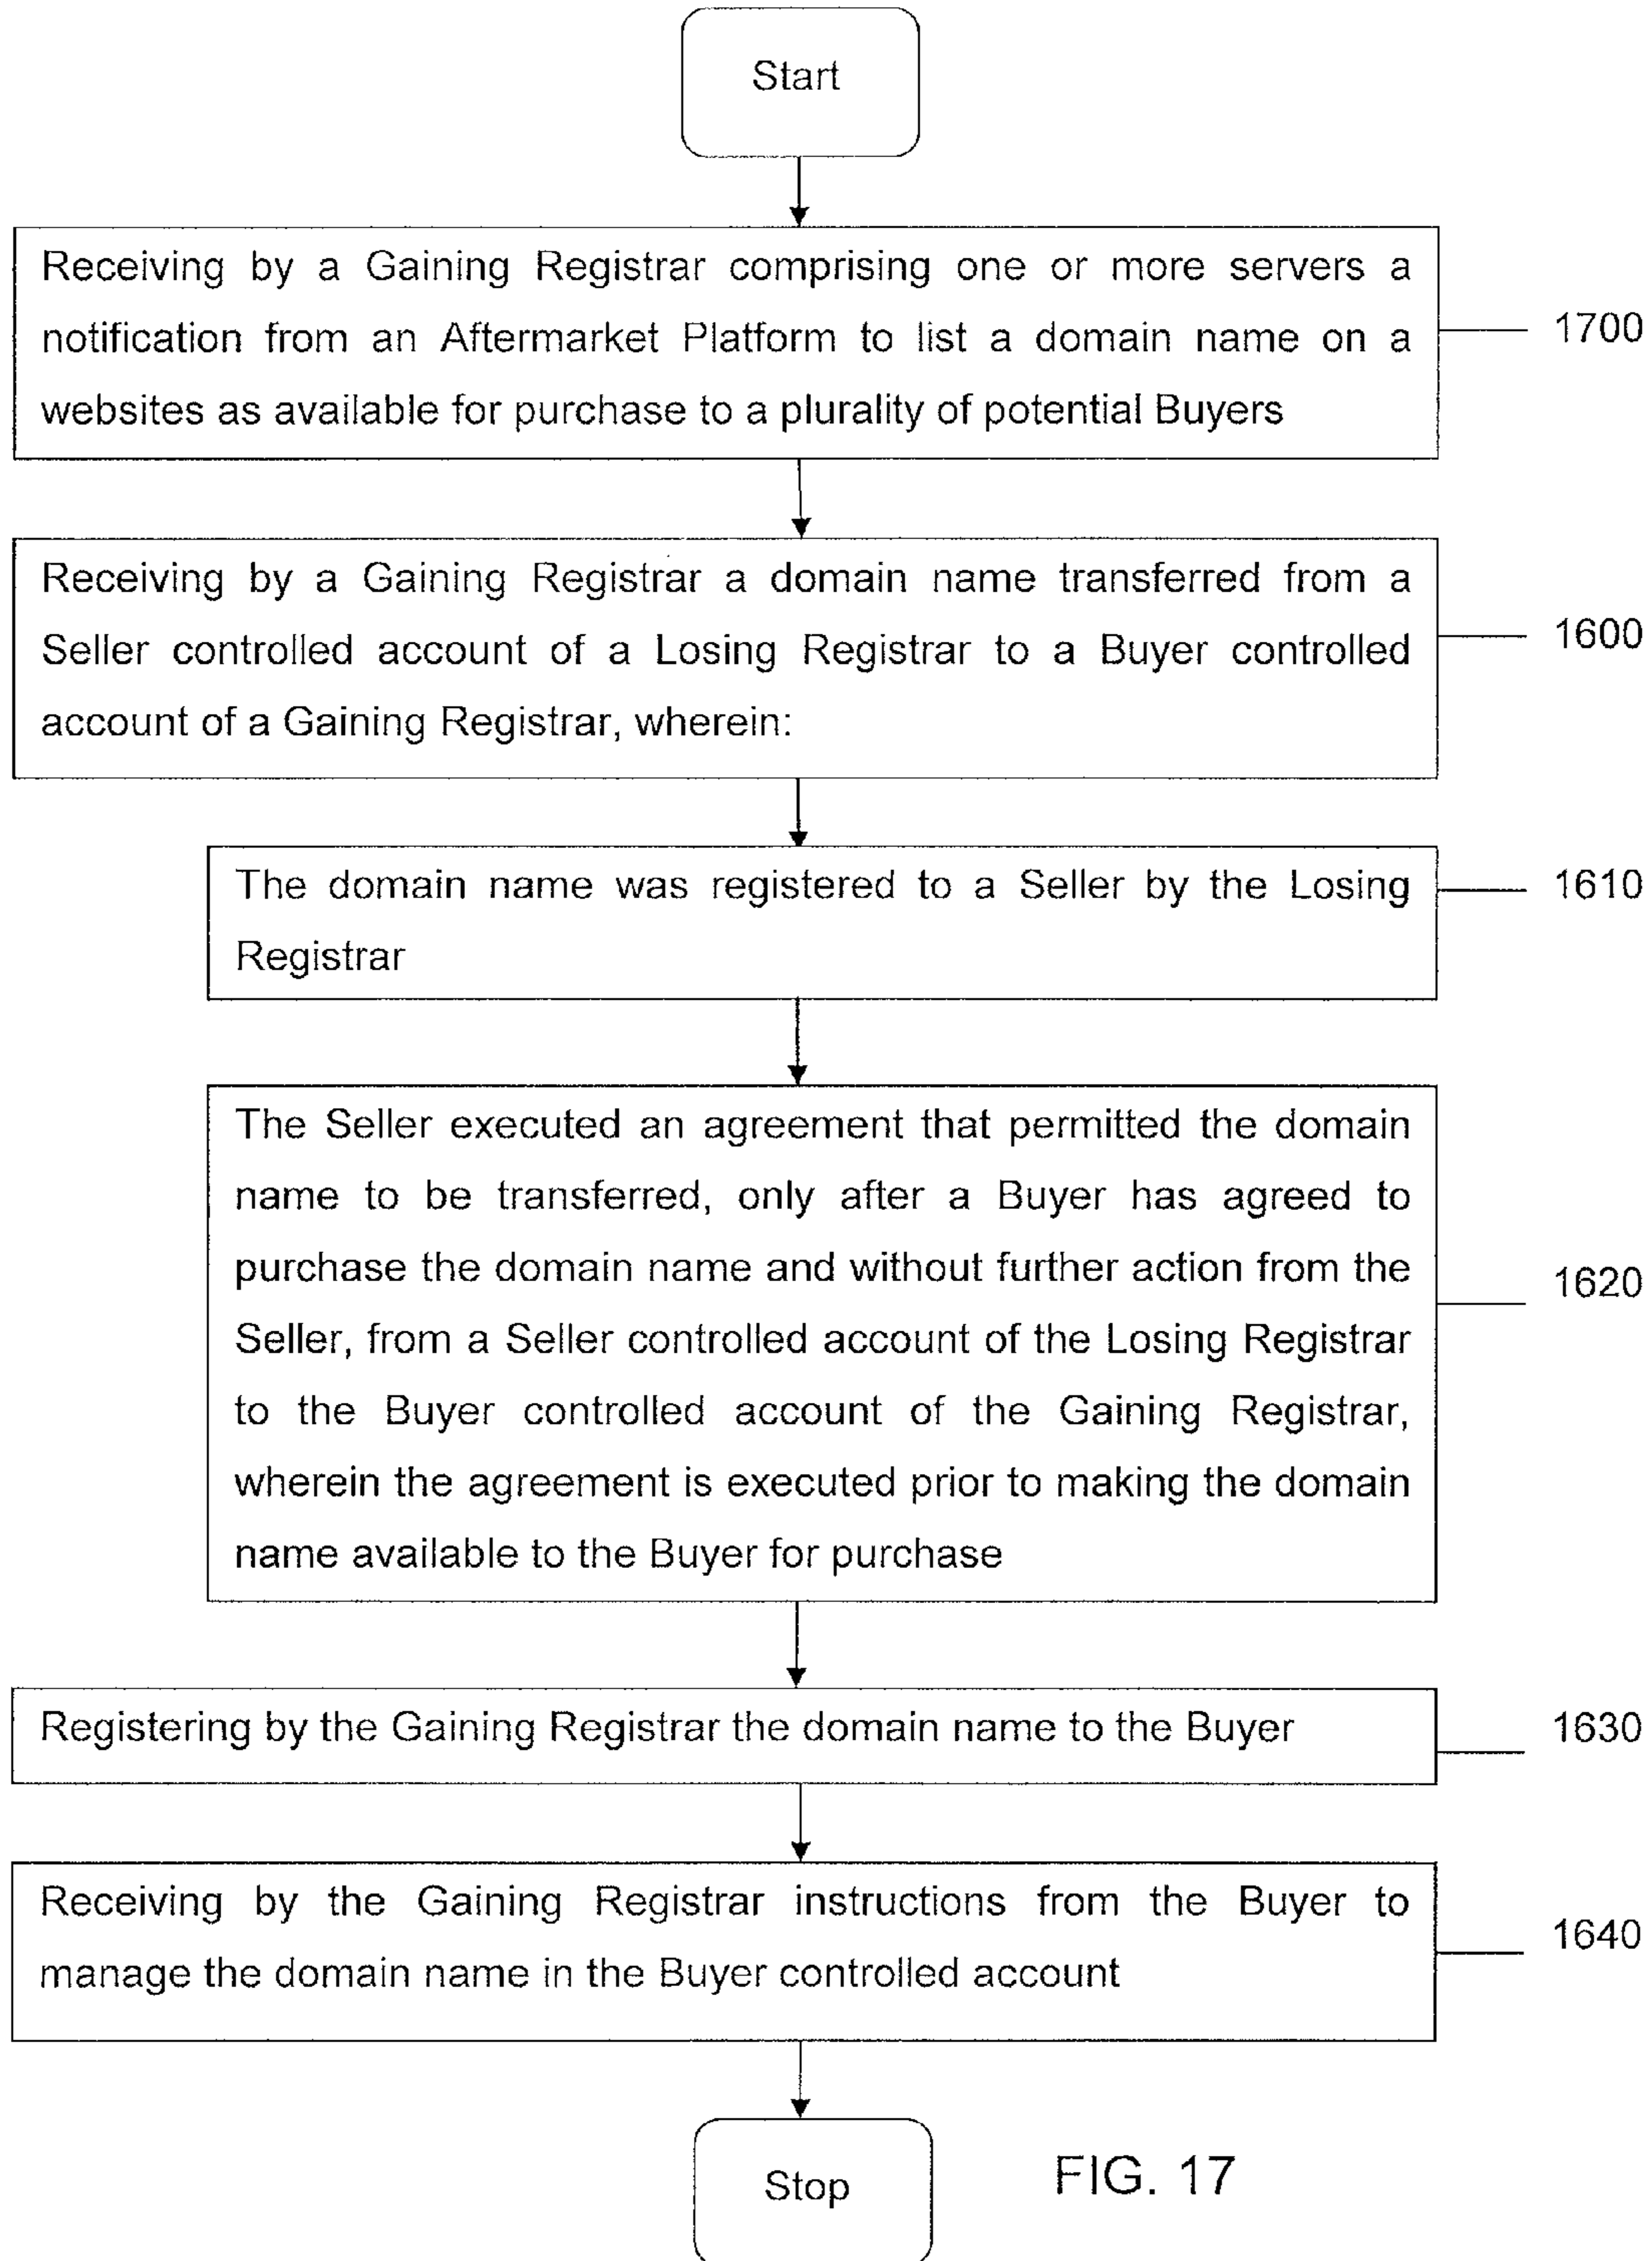 Start
Receiving by a Gaining Registrar comprising one or more servers a
notification from an Aftermarket Platform to list a domain name on a
websites as available for purchase to a plurality of potential Buyers
1700
Receiving by a Gaining Registrar a domain name transferred from a
Seller controlled account of a Losing Registrar to a Buyer controlled
account of a Gaining Registrar, wherein:
1600
The domain name was registered to a Seller by the Losing
Registrar
1610
The Seller executed an agreement that permitted the domain
name to be transferred, only after a Buyer has agreed to
purchase the domain name and without further action from the
Seller, from a Seller controlled account of the Losing Registrar
to the Buyer controlled account of the Gaining Registrar,
wherein the agreement is executed prior to making the domain
name available to the Buyer for purchase
1620
Registering by the Gaining Registrar the domain name to the Buyer
1630
Receiving by the Gaining Registrar instructions from the Buyer to
manage the domain name in the Buyer controlled account
1640
Stop
FIG. 17